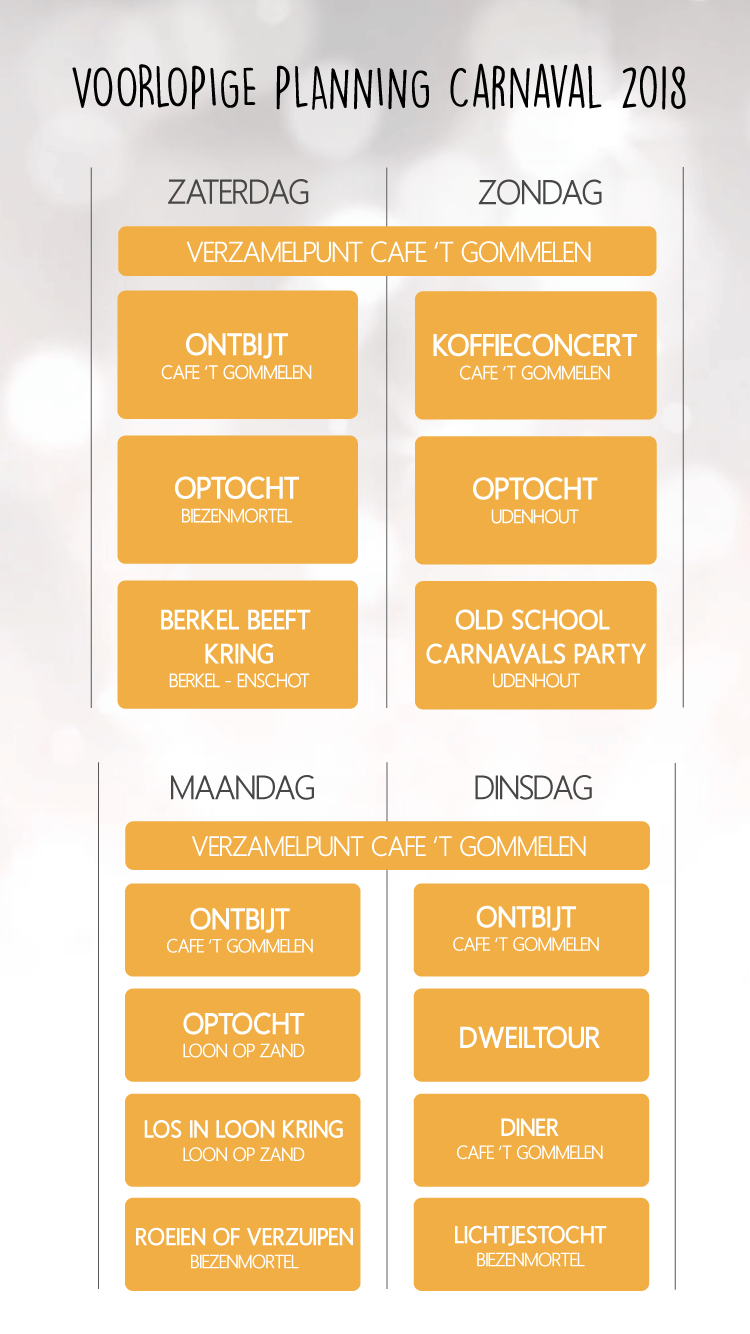 VOORLOPIGE PLANNING CARNAVAL 2018
ZATERDAG
ZONDAG
VERZAMELPUNT CAFE 'T GOMMELEN
ONTBIJT
CAFE 'T GOMMELEN
KOFFIECONCERT
CAFE 'T GOMMELEN
OPTOCHT
BIEZENMORTEL
OPTOCHT
UDENHOUT
BERKEL BEEFT
KRING
BERKEL - ENSCHOT
OLD SCHOOL
CARNAVALS PARTY
UDENHOUT
MAANDAG
DINSDAG
VERZAMELPUNT CAFE 'T GOMMELEN
ONTBIJT
CAFE 'T GOMMELEN
ONTBIJT
CAFE 'T GOMMELEN
OPTOCHT
LOON OP ZAND
DWEILTOUR
LOS IN LOON KRING
LOON OP ZAND
DINER
CAFE 'T GOMMELEN
ROEIEN OF VERZUIPEN
BIEZENMORTEL
LICHTJESTOCHT
BIEZENMORTEL